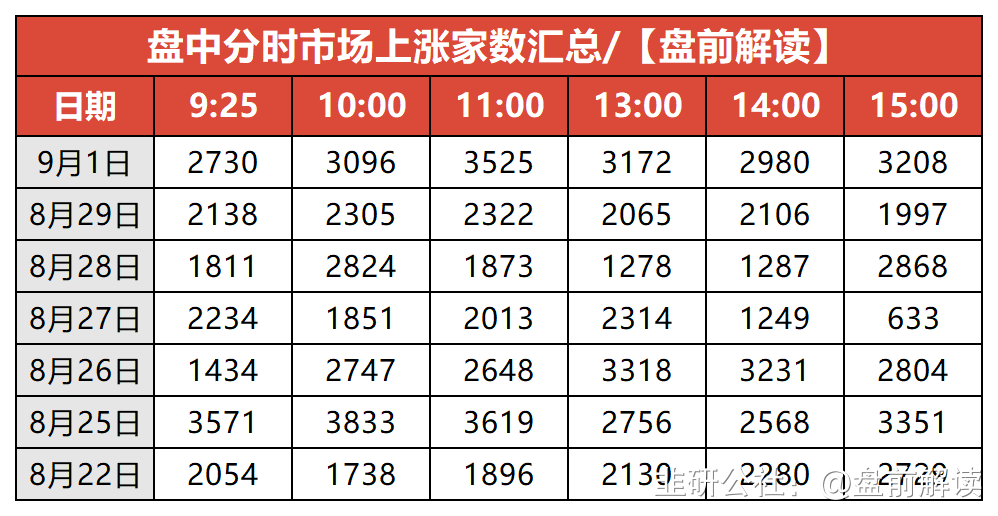 盘中分时市场上涨家数汇总/【盘前解读】
日期 9:25 10:00 11:00 13:00 14:00 15:00
9月1日 2730 3096 3525 3172 2980 3208
8月29日 2138 2305 2322 2065 2106 1997
8月28日 1811 2824 1873 1278 1287 2868
8月27日 2234 1851 2013 2314 1249 633
8月26日 1434 2747 2648 3318 3231 2804
8月25日 3571 3833 3619 2756 2568 3351
8月22日 2054 1738 1896 2130 2280 2729
韭研公社：@盘前解读